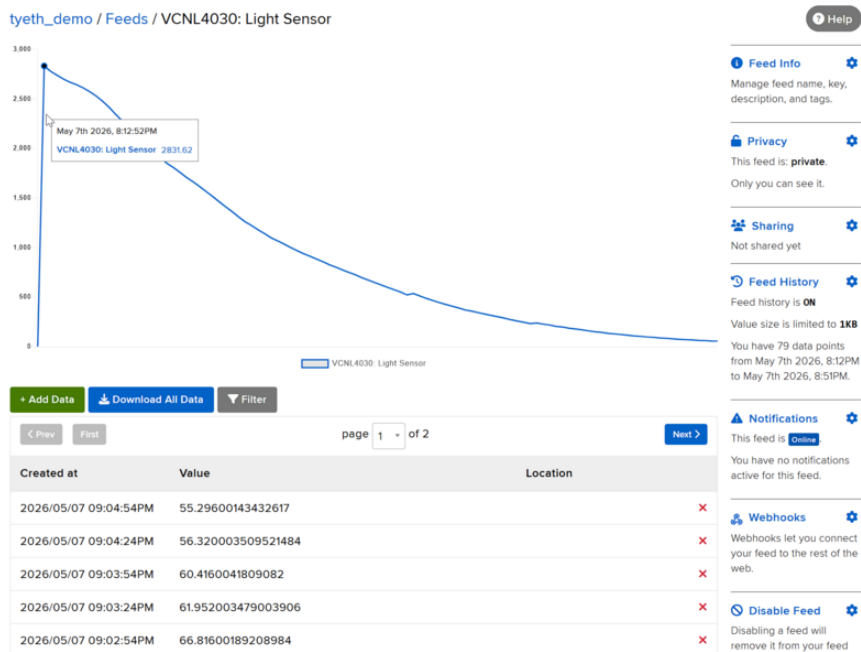 tyeth_demo / Feeds / VCNL4030: Light Sensor
Help
3,000
2,500
2,000
1,500
1,000
500
0
May 7th 2026, 8:12:52PM
VCNL4030: Light Sensor 2831.62
VCNL4030: Light Sensor
+ Add Data
Download All Data
Filter
Prev
First
page 1 of 2
Next
Created at Value Location
2026/05/07 09:04:54PM 55.29600143432617
2026/05/07 09:04:24PM 56.320003509521484
2026/05/07 09:03:54PM 60.4160041809082
2026/05/07 09:03:24PM 61.952003479003906
2026/05/07 09:02:54PM 66.81600189208984
Feed Info
Manage feed name, key,
description, and tags.
Privacy
This feed is: private.
Only you can see it.
Sharing
Not shared yet
Feed History
Feed history is ON
Value size is limited to 1KB
You have 79 data points
from May 7th 2026, 8:12PM
to May 7th 2026, 8:51PM.
Notifications
This feed is Online.
You have no notifications
active for this feed.
Webhooks
Webhooks let you connect
your feed to the rest of the
web.
Disable Feed
Disabling a feed will
remove it from your feed